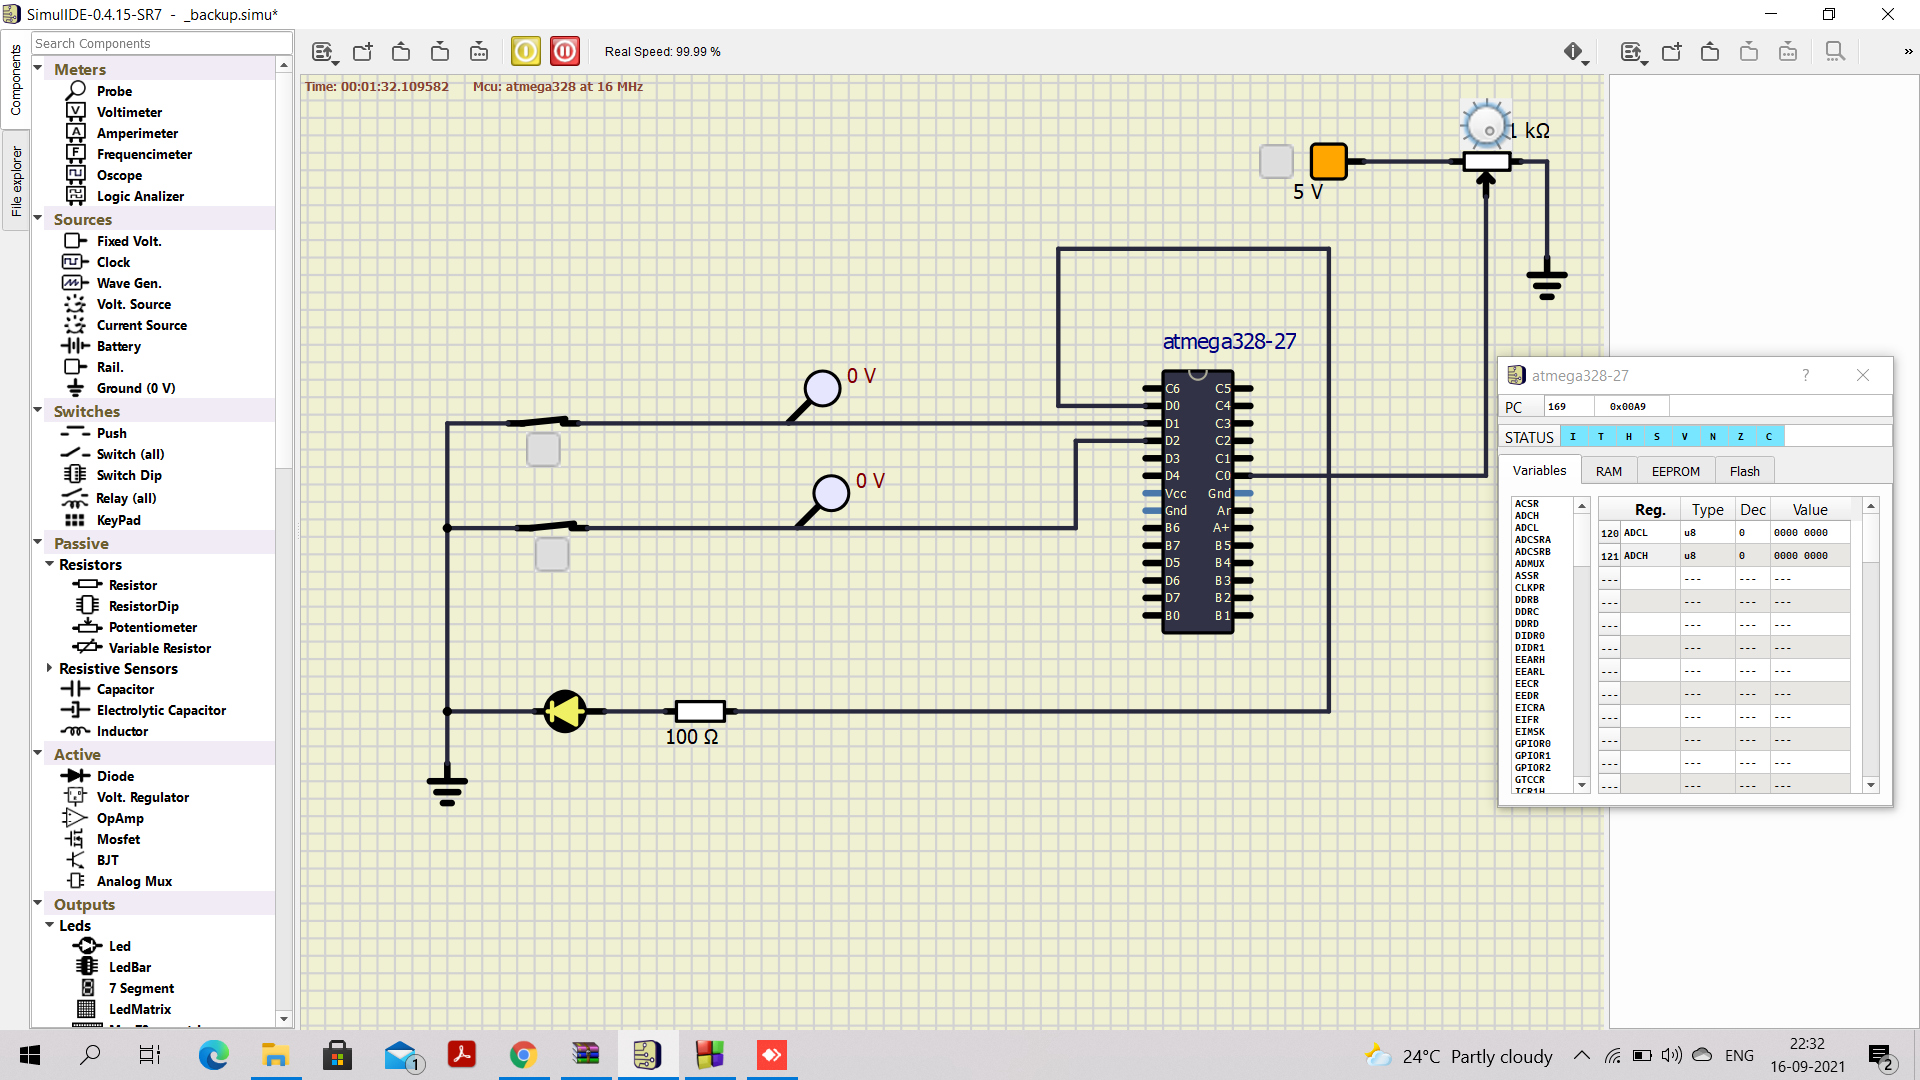 SimulIDE-0.4.15-SR7 - _backup.simu*
Components
File explorer
Search Components
Meters
Probe
Voltimeter
Amperimeter
Frequencimeter
Oscope
Logic Analizer
Sources
Fixed Volt.
Clock
Wave Gen.
Volt. Source
Current Source
Battery
Rail.
Ground (0 V)
Switches
Push
Switch (all)
Switch Dip
Relay (all)
KeyPad
Passive
Resistors
Resistor
ResistorDip
Potentiometer
Variable Resistor
Resistive Sensors
Capacitor
Electrolytic Capacitor
Inductor
Active
Diode
Volt. Regulator
OpAmp
Mosfet
BJT
Analog Mux
Outputs
Leds
Led
LedBar
7 Segment
LedMatrix
Real Speed: 99.99 %
»
Time: 00:01:32.109582 Mcu: atmega328 at 16 MHz
1 kΩ
5 V
0 V
0 V
100 Ω
atmega328-27
C6 C5
D0 C4
D1 C3
D2 C2
D3 C1
D4 C0
Vcc Gnd
Gnd Ar
B6 A+
B7 B5
D5 B4
D6 B3
D7 B2
B0 B1
atmega328-27 ?
PC 169 0x00A9
STATUS I T H S V N Z C
Variables RAM EEPROM Flash
ACSR
ADCH
ADCL
ADCSRA
ADCSRB
ADMUX
ASSR
CLKPR
DDRB
DDRC
DDRD
DIDR0
DIDR1
EEARH
EEARL
EECR
EEDR
EICRA
EIFR
EIMSK
GPIOR0
GPIOR1
GPIOR2
GTCCR
ICR1H
Reg. Type Dec Value
120 ADCL u8 0 0000 0000
121 ADCH u8 0 0000 0000
--- --- --- ---
--- --- --- ---
--- --- --- ---
--- --- --- ---
--- --- --- ---
--- --- --- ---
--- --- --- ---
--- --- --- ---
--- --- --- ---
--- --- --- ---
1
24°C Partly cloudy
ENG
22:32
16-09-2021
2